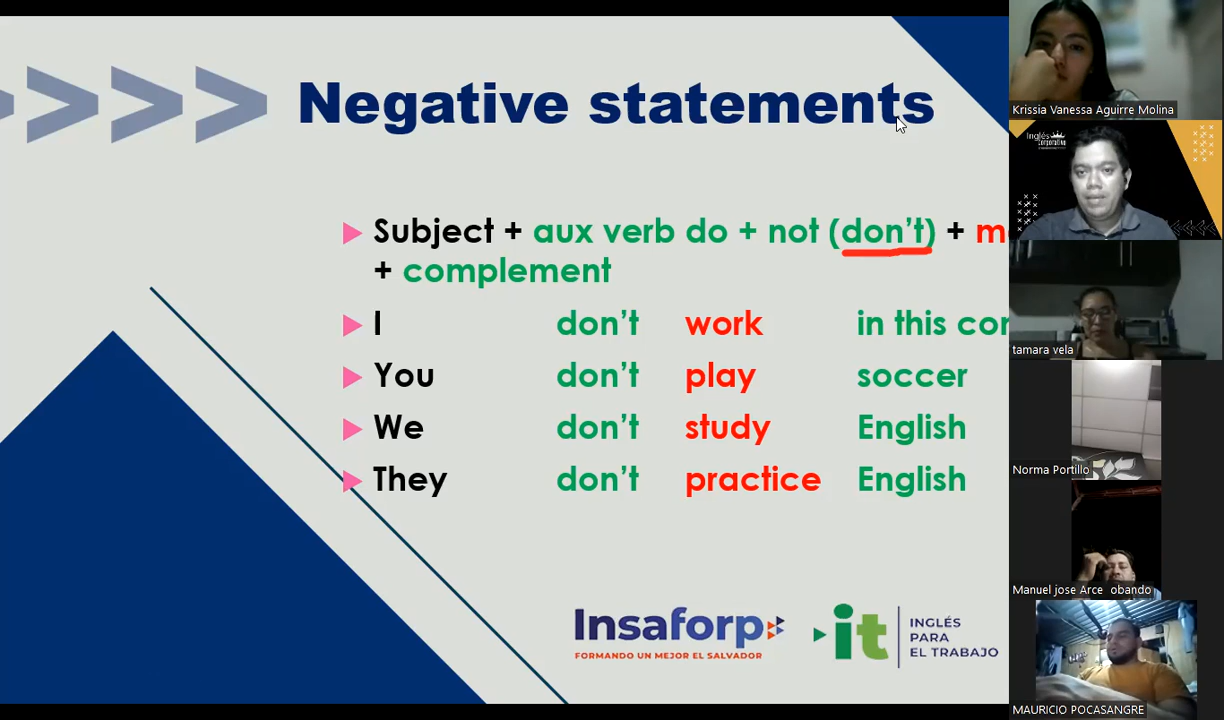 Negative statements
Subject + aux verb do + not (don't) +
+ complement
I don't work in this
You don't play soccer
We don't study English
They don't practice English
Insaforp
FORMANDO UN MEJOR EL SALVADOR
it
INGLÉS
PARA
EL TRABAJO
Krissia Vanessa Aguirre Molina
Inglés
Corporativo
tamara vela
Norma Portillo
Manuel jose Arce obando
MAURICIO POCASANGRE